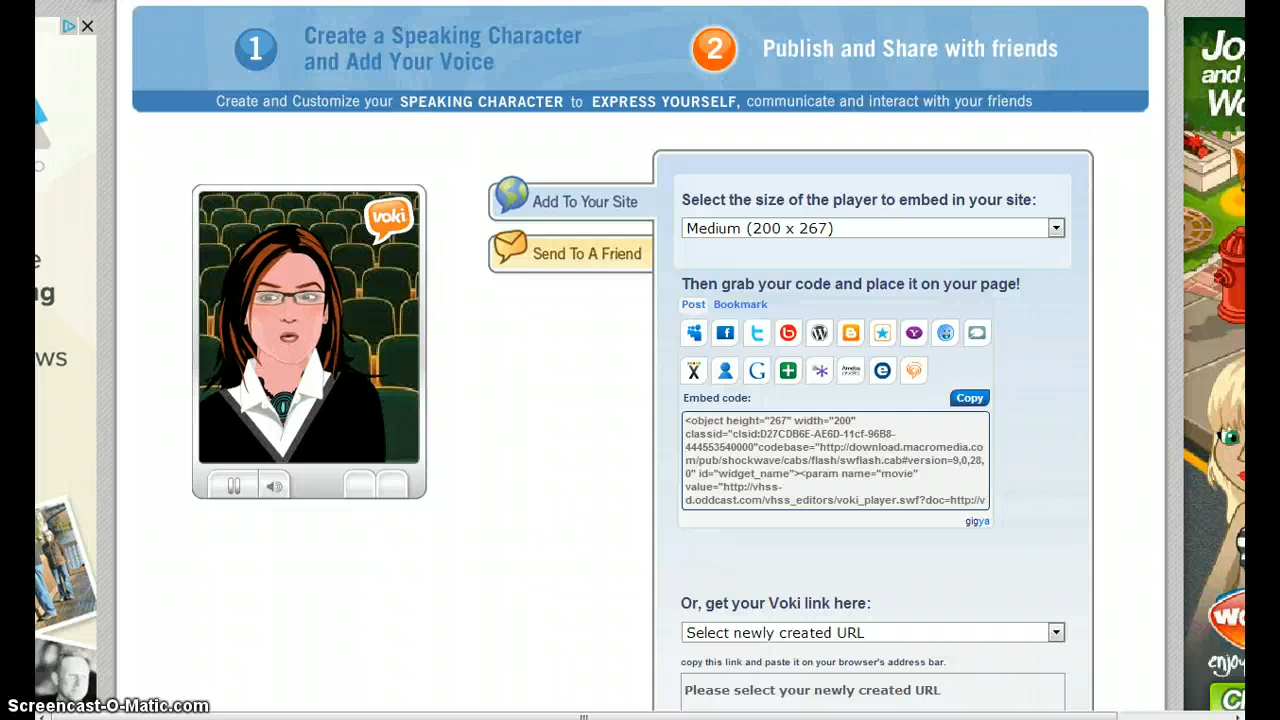 1
Create a Speaking Character
and Add Your Voice
2
Publish and Share with friends
Create and Customize your SPEAKING CHARACTER to EXPRESS YOURSELF, communicate and interact with your friends
voki
Add To Your Site
Send To A Friend
Select the size of the player to embed in your site:
Medium (200 x 267)
Then grab your code and place it on your page!
Post Bookmark
Embed code:
Copy
<object height="267" width="200"
classid="clsid:D27CDB6E-AE6D-11cf-96B8-
444553540000"codebase="http://download.macromedia.co
m/pub/shockwave/cabs/flash/swflash.cab#version=9,0,28,
0" id="widget_name"><param name="movie"
value="http://vhss-
d.oddcast.com/vhss_editors/voki_player.swf?doc=http://v
gigya
Or, get your Voki link here:
Select newly created URL
copy this link and paste it on your browser's address bar.
Please select your newly created URL
Jo
and
Wo
enjoy
Screencast-O-Matic.com